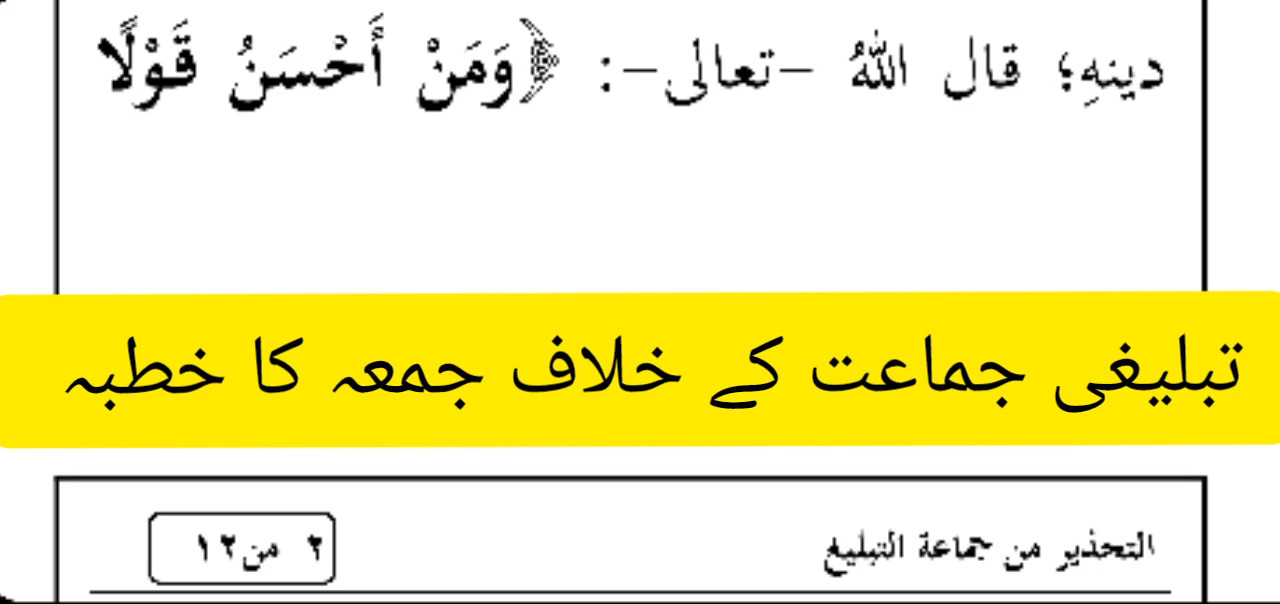 دينهِ؛ قال اللهُ -تعالى-: ﴿وَمَنْ أَحْسَنُ قَوْلًا
تبلیغی جماعت کے خلاف جمعہ کا خطبہ
التحذير من جماعة التبليغ
٢ من ١٢